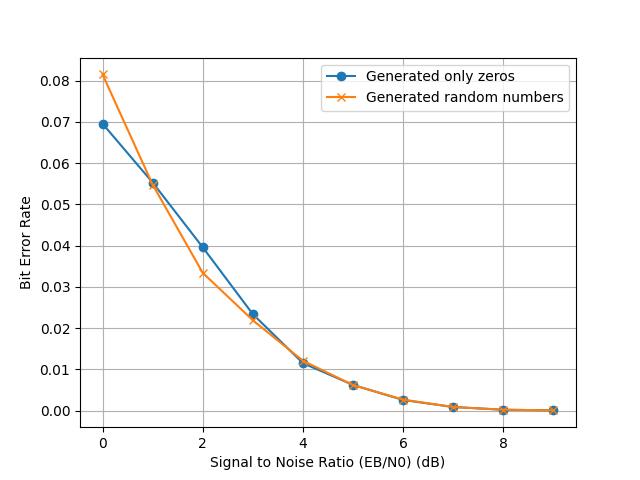 Generated only zeros
Generated random numbers
0.08
0.07
0.06
0.05
0.04
0.03
0.02
0.01
0.00
Bit Error Rate
0 2 4 6 8
Signal to Noise Ratio (EB/N0) (dB)